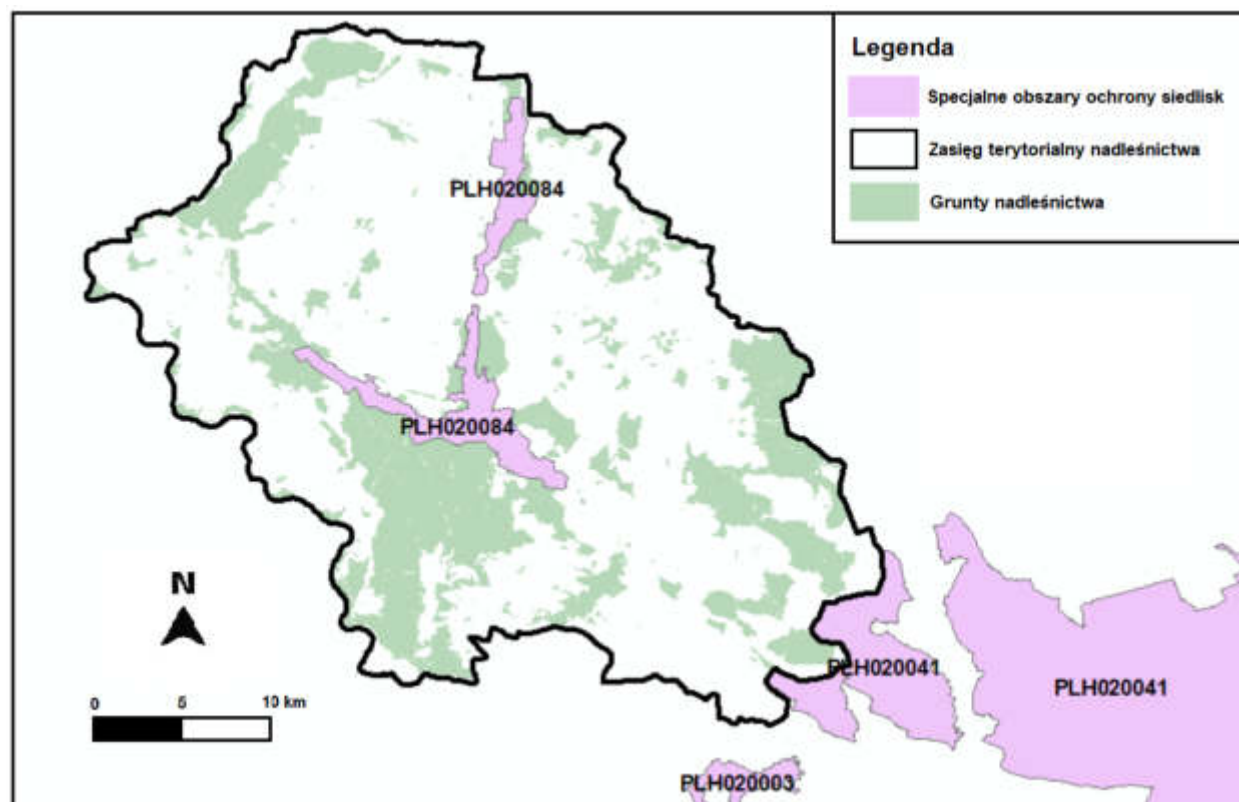 Legenda
Specjalne obszary ochrony siedlisk
Zasięg terytorialny nadleśnictwa
Grunty nadleśnictwa
PLH020084
PLH020084
PLH020041
PLH020041
PLH020003
N
0 5 10 km